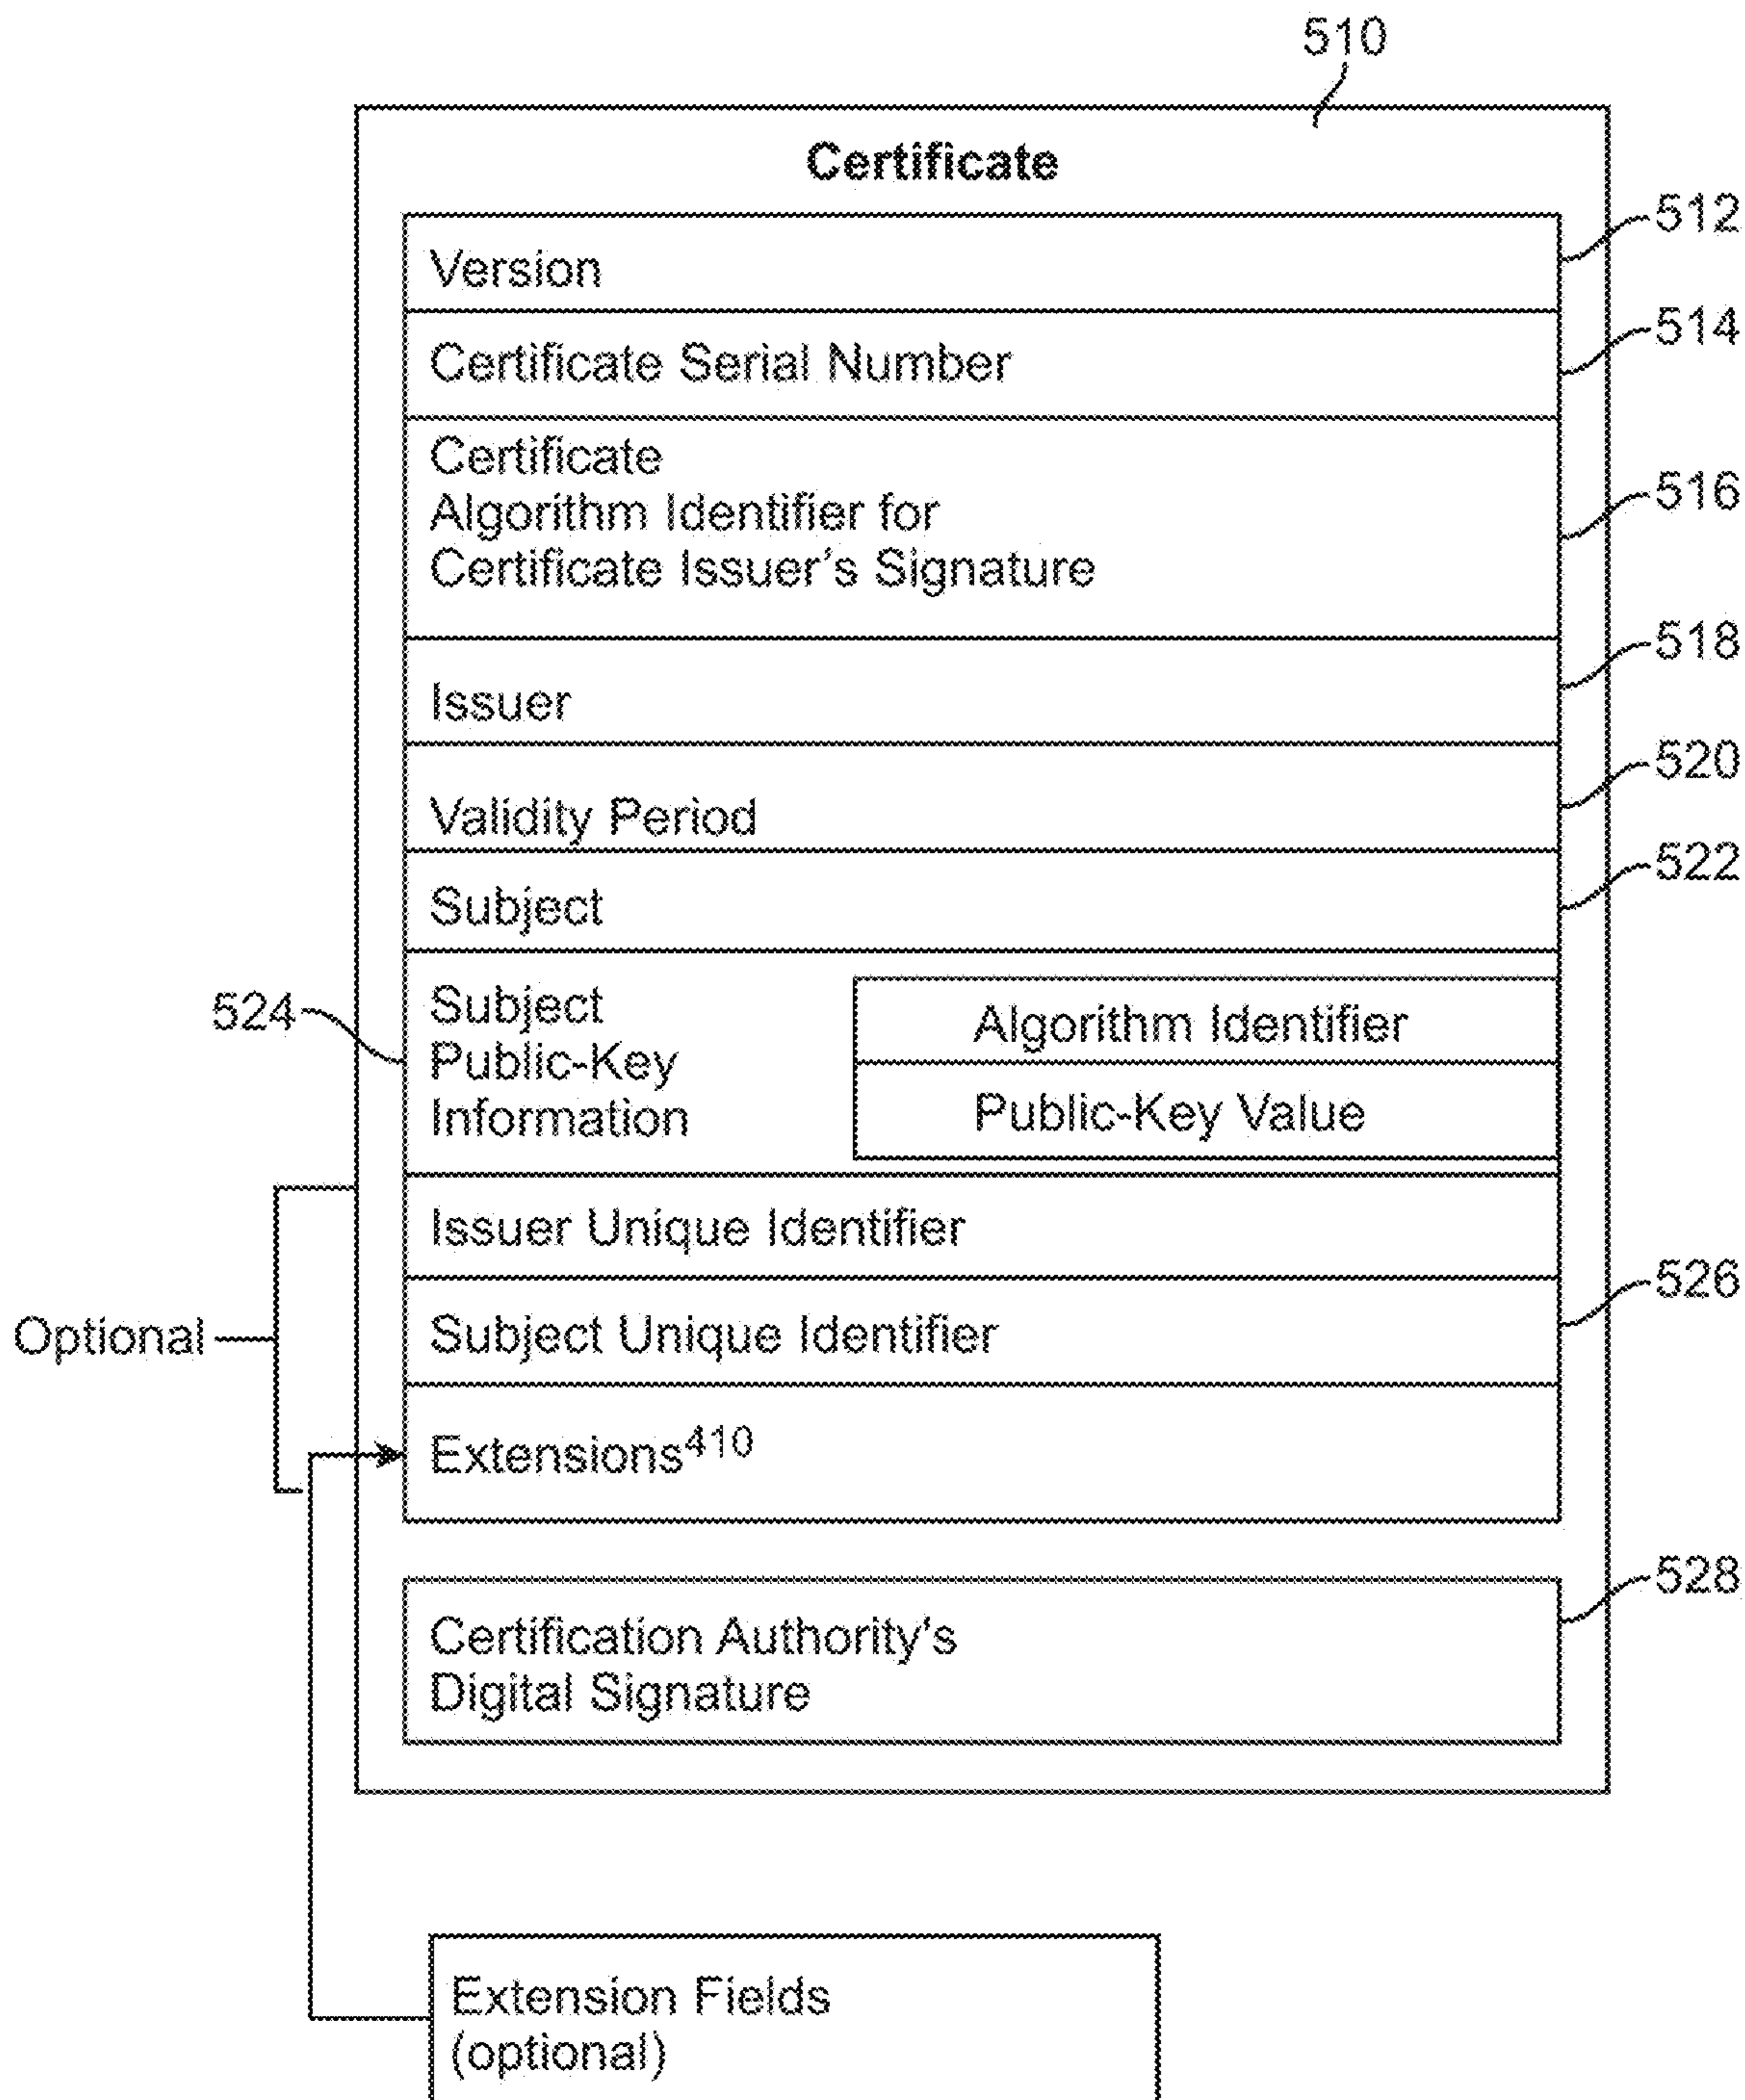 510
Certificate
Version
512
Certificate Serial Number
514
Certificate
Algorithm Identifier for
Certificate Issuer's Signature
516
Issuer
518
Validity Period
520
Subject
522
524
Subject
Public-Key
Information
Algorithm Identifier
Public-Key Value
Issuer Unique Identifier
Optional
Subject Unique Identifier
526
Extensions410
Certification Authority's
Digital Signature
528
Extension Fields
(optional)